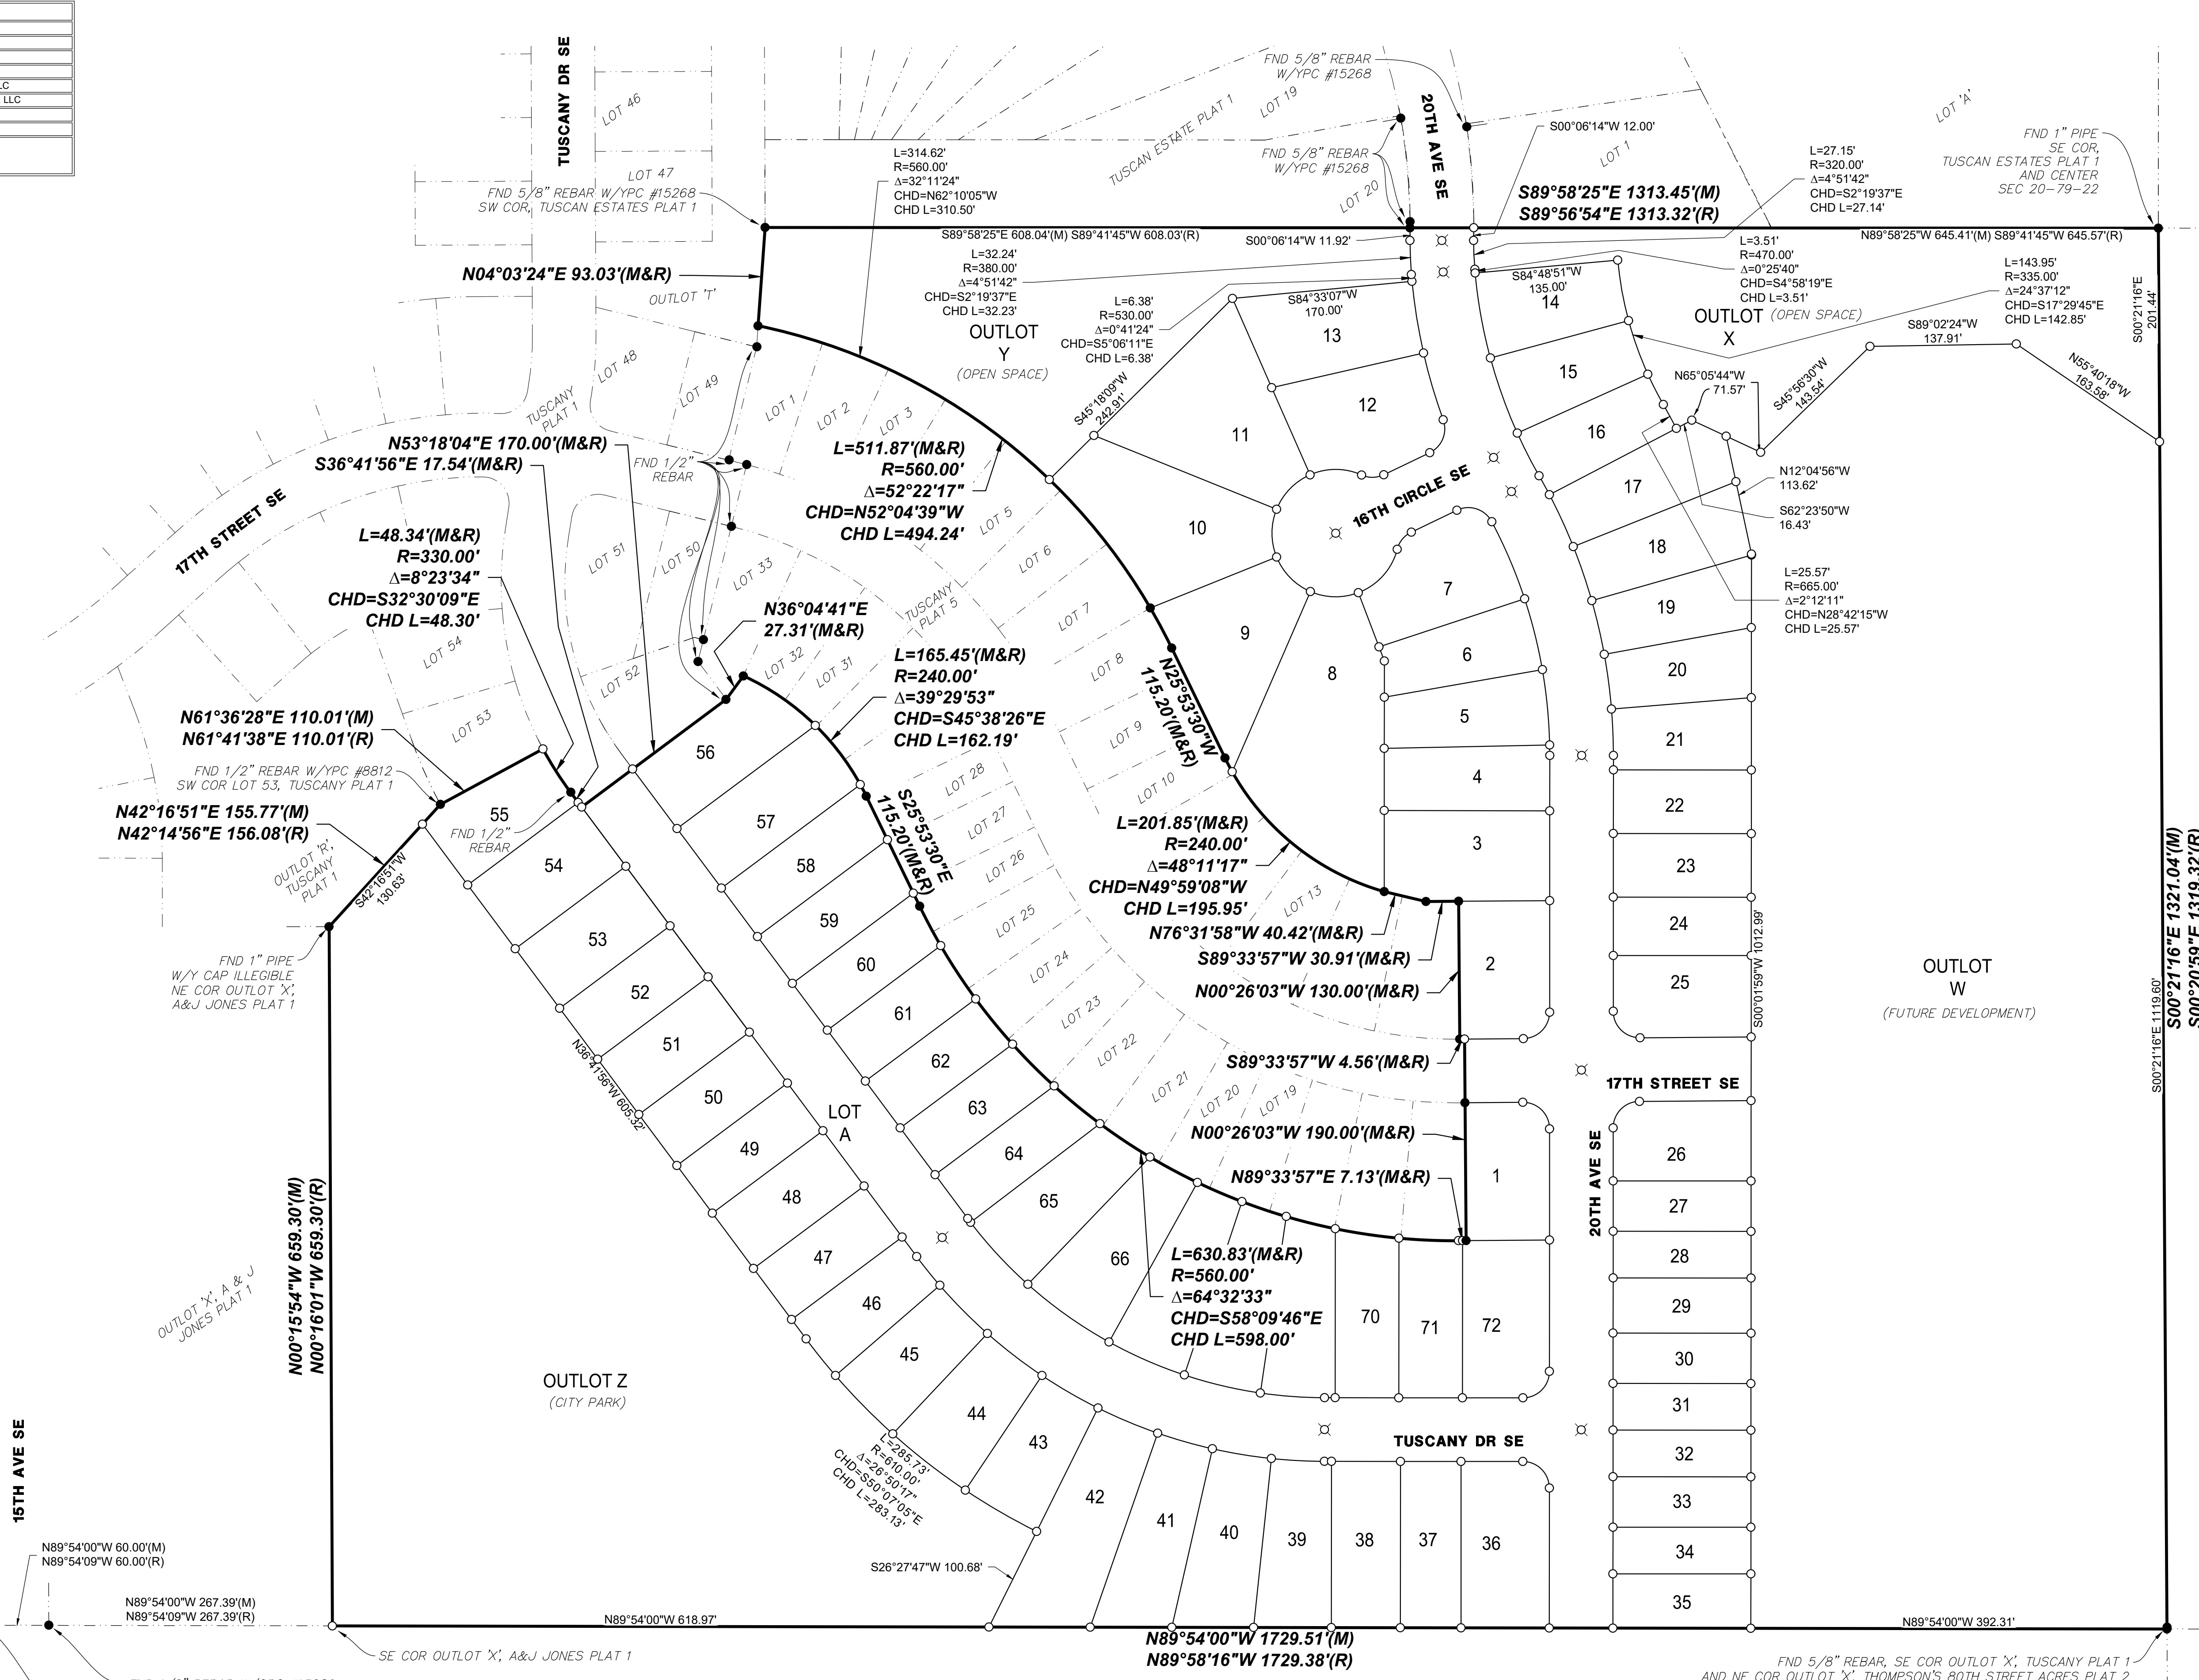 LC
LLC
TUSCANY DR SE
LOT 46
LOT 47
FND 5/8" REBAR W/YPC #15268
SW COR, TUSCAN ESTATES PLAT 1
L=314.62'
R=560.00'
Δ=32°11'24"
CHD=N62°10'05"W
CHD L=310.50'
TUSCAN ESTATE PLAT 1
LOT 19
FND 5/8" REBAR
W/YPC #15268
FND 5/8" REBAR
W/YPC #15268
LOT 20
20TH AVE SE
S00°06'14"W 12.00'
LOT 1
LOT 'A'
FND 1" PIPE
SE COR,
TUSCAN ESTATES PLAT 1
AND CENTER
SEC 20-79-22
L=27.15'
R=320.00'
Δ=4°51'42"
CHD=S2°19'37"E
CHD L=27.14'
S89°58'25"E 1313.45'(M)
S89°56'54"E 1313.32'(R)
S89°58'25"E 608.04'(M) S89°41'45"W 608.03'(R)
S00°06'14"W 11.92'
N89°58'25"W 645.41'(M) S89°41'45"W 645.57'(R)
N04°03'24"E 93.03'(M&R)
OUTLOT 'T'
L=32.24'
R=380.00'
Δ=4°51'42"
CHD=S2°19'37"E
CHD L=32.23'
L=6.38'
R=530.00'
Δ=0°41'24"
CHD=S5°06'11"E
CHD L=6.38'
L=3.51'
R=470.00'
Δ=0°25'40"
CHD=S4°58'19"E
CHD L=3.51'
L=143.95'
R=335.00'
Δ=24°37'12"
CHD=S17°29'45"E
CHD L=142.85'
S00°21'16"E
201.44'
OUTLOT
Y
(OPEN SPACE)
S84°33'07"W
170.00'
13
S84°48'51"W
135.00'
14
OUTLOT (OPEN SPACE)
X
S89°02'24"W
137.91'
N55°40'18"W
163.58'
S45°56'30"W
143.54'
N65°05'44"W
71.57'
N12°04'56"W
113.62'
S62°23'50"W
16.43'
L=25.57'
R=665.00'
Δ=2°12'11"
CHD=N28°42'15"W
CHD L=25.57'
S45°18'09"W
242.91'
LOT 48
LOT 49
LOT 1
LOT 2
LOT 3
TUSCANY
PLAT 1
N53°18'04"E 170.00'(M&R)
S36°41'56"E 17.54'(M&R)
FND 1/2"
REBAR
L=511.87'(M&R)
R=560.00'
Δ=52°22'17"
CHD=N52°04'39"W
CHD L=494.24'
17TH STREET SE
L=48.34'(M&R)
R=330.00'
Δ=8°23'34"
CHD=S32°30'09"E
CHD L=48.30'
LOT 51
LOT 50
LOT 33
LOT 5
LOT 6
LOT 7
LOT 8
LOT 9
LOT 10
TUSCANY
PLAT 5
LOT 54
LOT 52
LOT 32
LOT 31
N36°04'41"E
27.31'(M&R)
L=165.45'(M&R)
R=240.00'
Δ=39°29'53"
CHD=S45°38'26"E
CHD L=162.19'
N61°36'28"E 110.01'(M)
N61°41'38"E 110.01'(R)
LOT 53
FND 1/2" REBAR W/YPC #8812
SW COR LOT 53, TUSCANY PLAT 1
N42°16'51"E 155.77'(M)
N42°14'56"E 156.08'(R)
OUTLOT 'R',
TUSCANY
PLAT 1
S42°16'51"W
130.63'
FND 1/2"
REBAR
FND 1" PIPE
W/Y CAP ILLEGIBLE
NE COR OUTLOT 'X',
A&J JONES PLAT 1
N25°53'30"W
115.20'(M&R)
S25°53'30"E
115.20'(M&R)
LOT 28
LOT 27
LOT 26
LOT 25
LOT 24
LOT 23
LOT 22
LOT 21
LOT 20
LOT 19
LOT 13
L=201.85'(M&R)
R=240.00'
Δ=48°11'17"
CHD=N49°59'08"W
CHD L=195.95'
N76°31'58"W 40.42'(M&R)
S89°33'57"W 30.91'(M&R)
N00°26'03"W 130.00'(M&R)
S89°33'57"W 4.56'(M&R)
N00°26'03"W 190.00'(M&R)
N89°33'57"E 7.13'(M&R)
L=630.83'(M&R)
R=560.00'
Δ=64°32'33"
CHD=S58°09'46"E
CHD L=598.00'
16TH CIRCLE SE
12
11
10
9
8
7
6
5
4
3
2
1
15
16
17
18
19
20
21
22
23
24
25
17TH STREET SE
20TH AVE SE
26
27
28
29
30
31
32
33
34
35
S00°01'59"W 1012.99'
OUTLOT
W
(FUTURE DEVELOPMENT)
S00°21'16"E 1119.60'
S00°21'16"E 1321.04'(M)
S00°20'59"E 1319.32'(R)
56
57
58
59
60
61
62
63
64
65
66
70
71
72
55
54
53
52
51
50
49
48
47
46
45
44
43
42
41
40
39
38
37
36
LOT
A
N36°41'56"W 605.32'
TUSCANY DR SE
N00°15'54"W 659.30'(M)
N00°16'01"W 659.30'(R)
OUTLOT 'X', A & J
JONES PLAT 1
OUTLOT Z
(CITY PARK)
L=285.73'
R=610.00'
Δ=26°50'17"
CHD=S50°07'05"E
CHD L=283.13'
S26°27'47"W 100.68'
15TH AVE SE
N89°54'00"W 60.00'(M)
N89°54'09"W 60.00'(R)
N89°54'00"W 267.39'(M)
N89°54'09"W 267.39'(R)
N89°54'00"W 618.97'
N89°54'00"W 392.31'
N89°54'00"W 1729.51'(M)
N89°58'16"W 1729.38'(R)
SE COR OUTLOT 'X', A&J JONES PLAT 1
FND 5/8" REBAR, SE COR OUTLOT 'X', TUSCANY PLAT 1
AND NE COR OUTLOT 'X', THOMPSON'S 80TH STREET ACRES PLAT 2